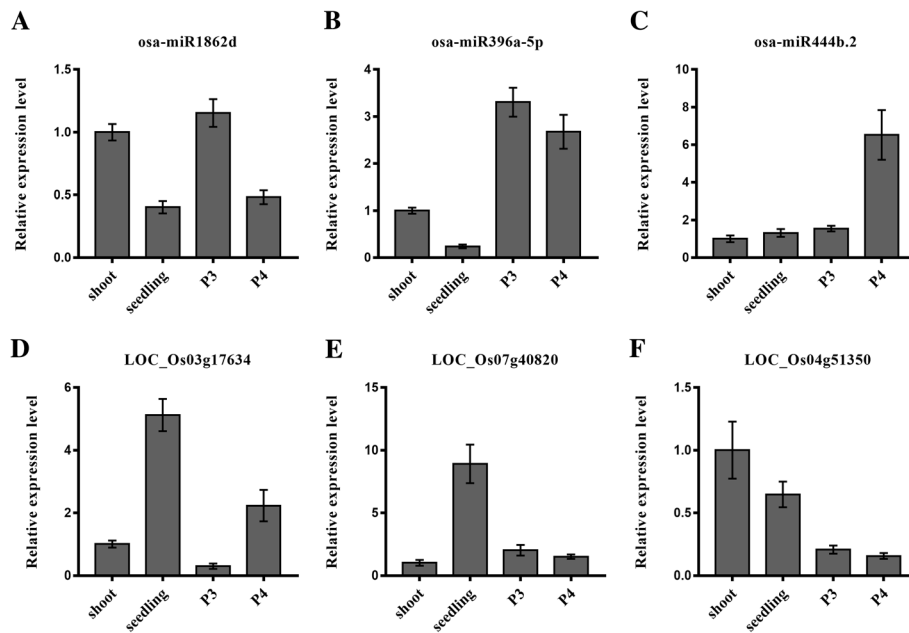 A
osa-miR1862d
Relative expression level
1.5
1.0
0.5
0.0
shoot
seedling
P3
P4
B
osa-miR396a-5p
Relative expression level
4
3
2
1
0
shoot
seedling
P3
P4
C
osa-miR444b.2
Relative expression level
10
8
6
4
2
0
shoot
seedling
P3
P4
D
LOC_Os03g17634
Relative expression level
6
4
2
0
shoot
seedling
P3
P4
E
LOC_Os07g40820
Relative expression level
15
10
5
0
shoot
seedling
P3
P4
F
LOC_Os04g51350
Relative expression level
1.5
1.0
0.5
0.0
shoot
seedling
P3
P4